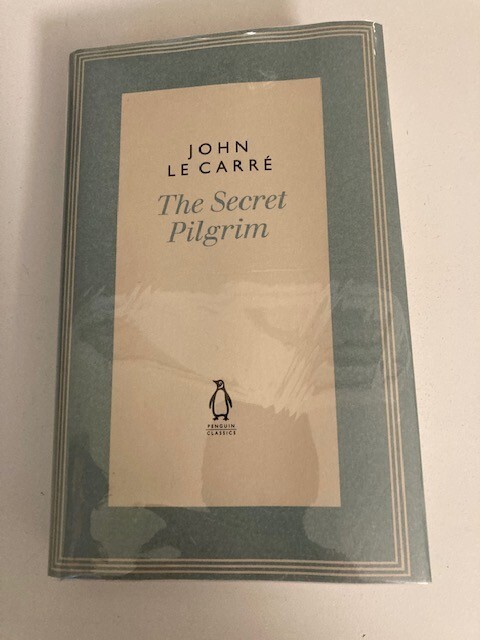 JOHN
LE CARRÉ
The Secret
Pilgrim
PENGUIN
CLASSICS